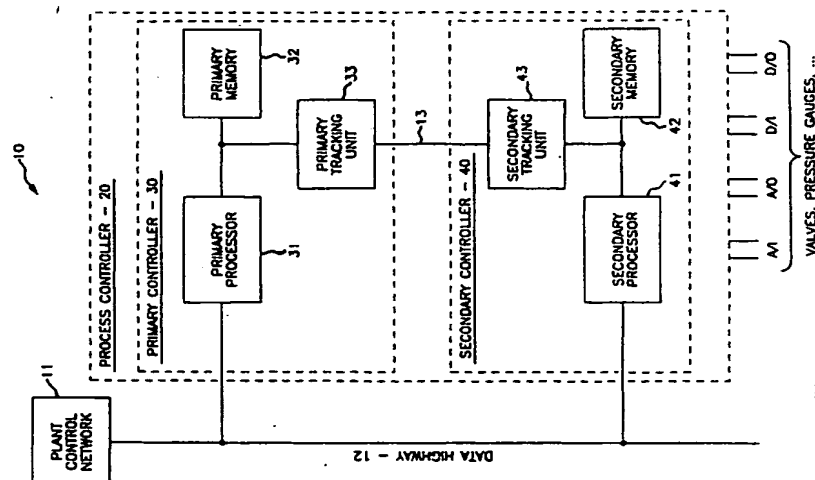 10
11
PLANT
CONTROL
NETWORK
DATA HIGHWAY - 12
PROCESS CONTROLLER - 20
PRIMARY CONTROLLER - 30
PRIMARY
PROCESSOR
31
PRIMARY
MEMORY
32
PRIMARY
TRACKING
UNIT
33
13
SECONDARY CONTROLLER - 40
SECONDARY
TRACKING
UNIT
43
SECONDARY
PROCESSOR
41
SECONDARY
MEMORY
42
A/I
A/O
D/I
D/O
VALVES, PRESSURE GAUGES, ...